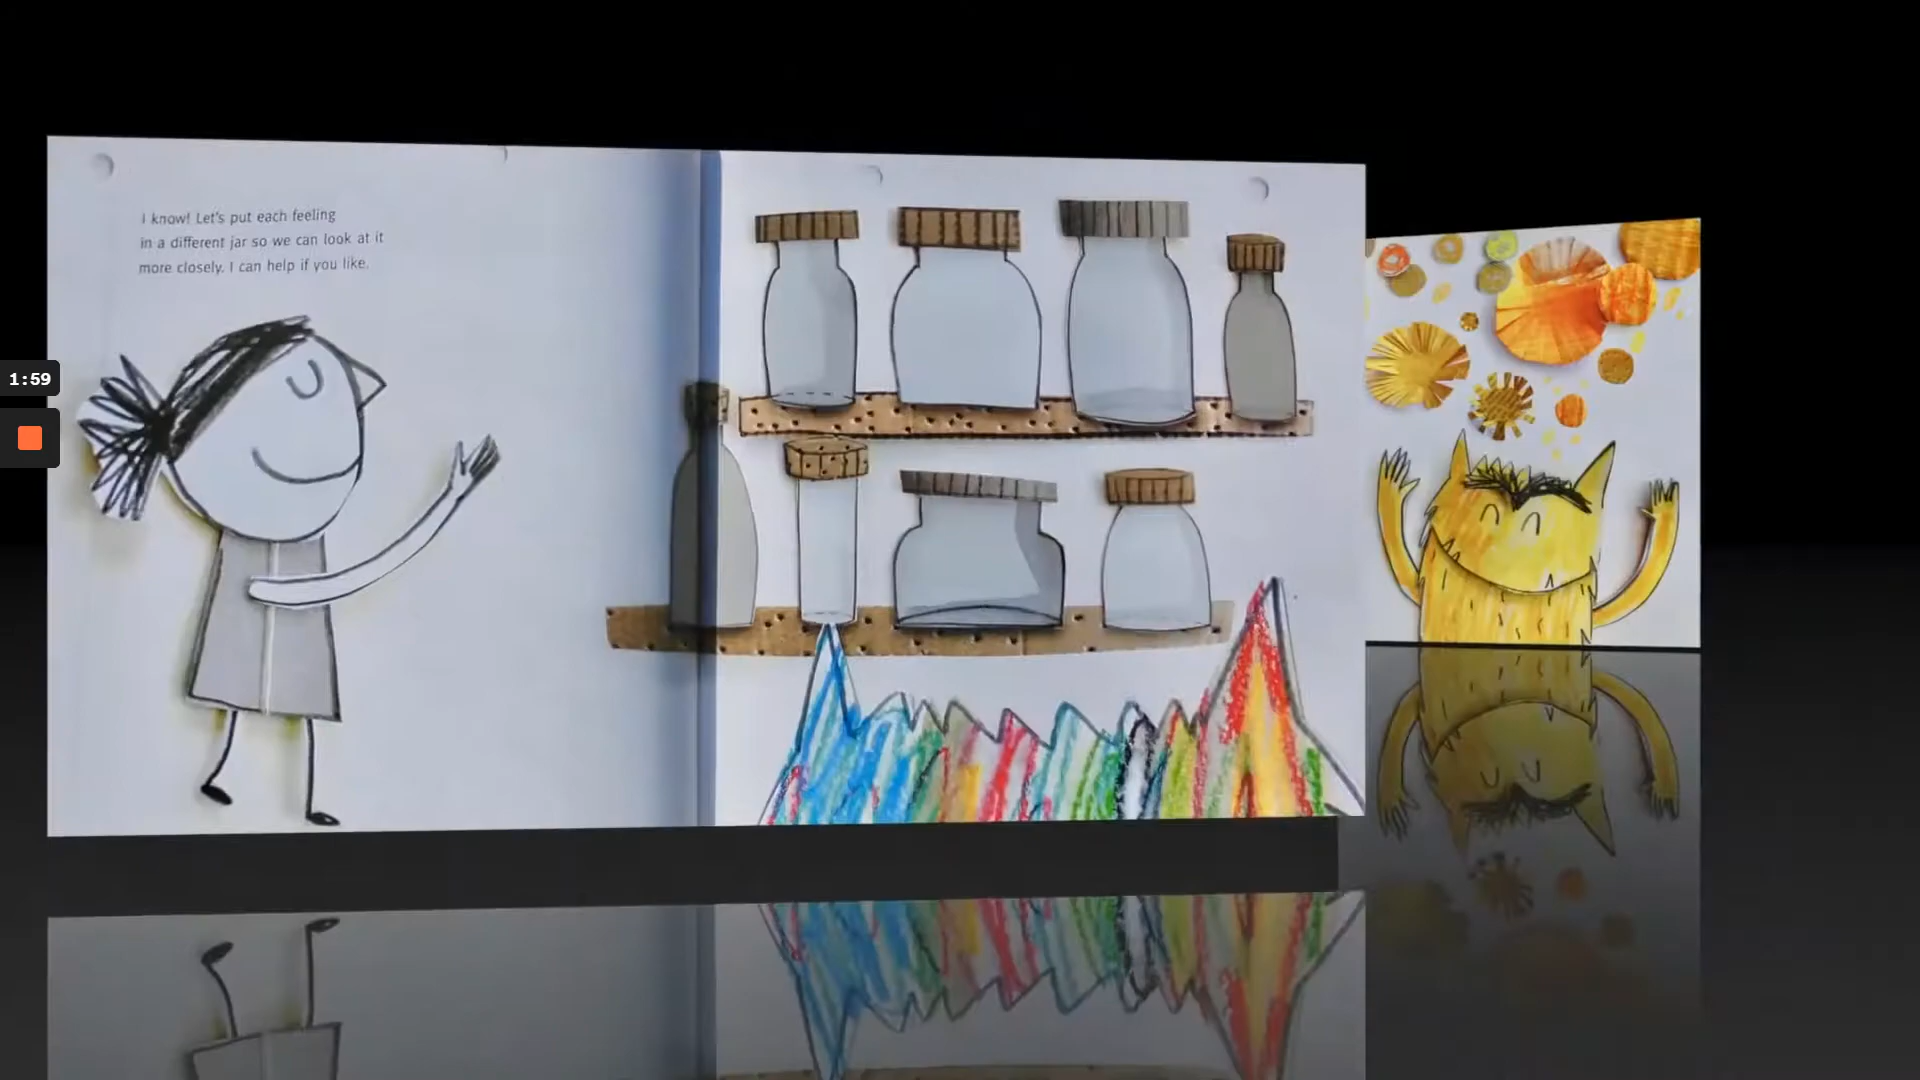 I know! Let's put each feeling
in a different jar so we can look at it
more closely. I can help if you like.
1:59